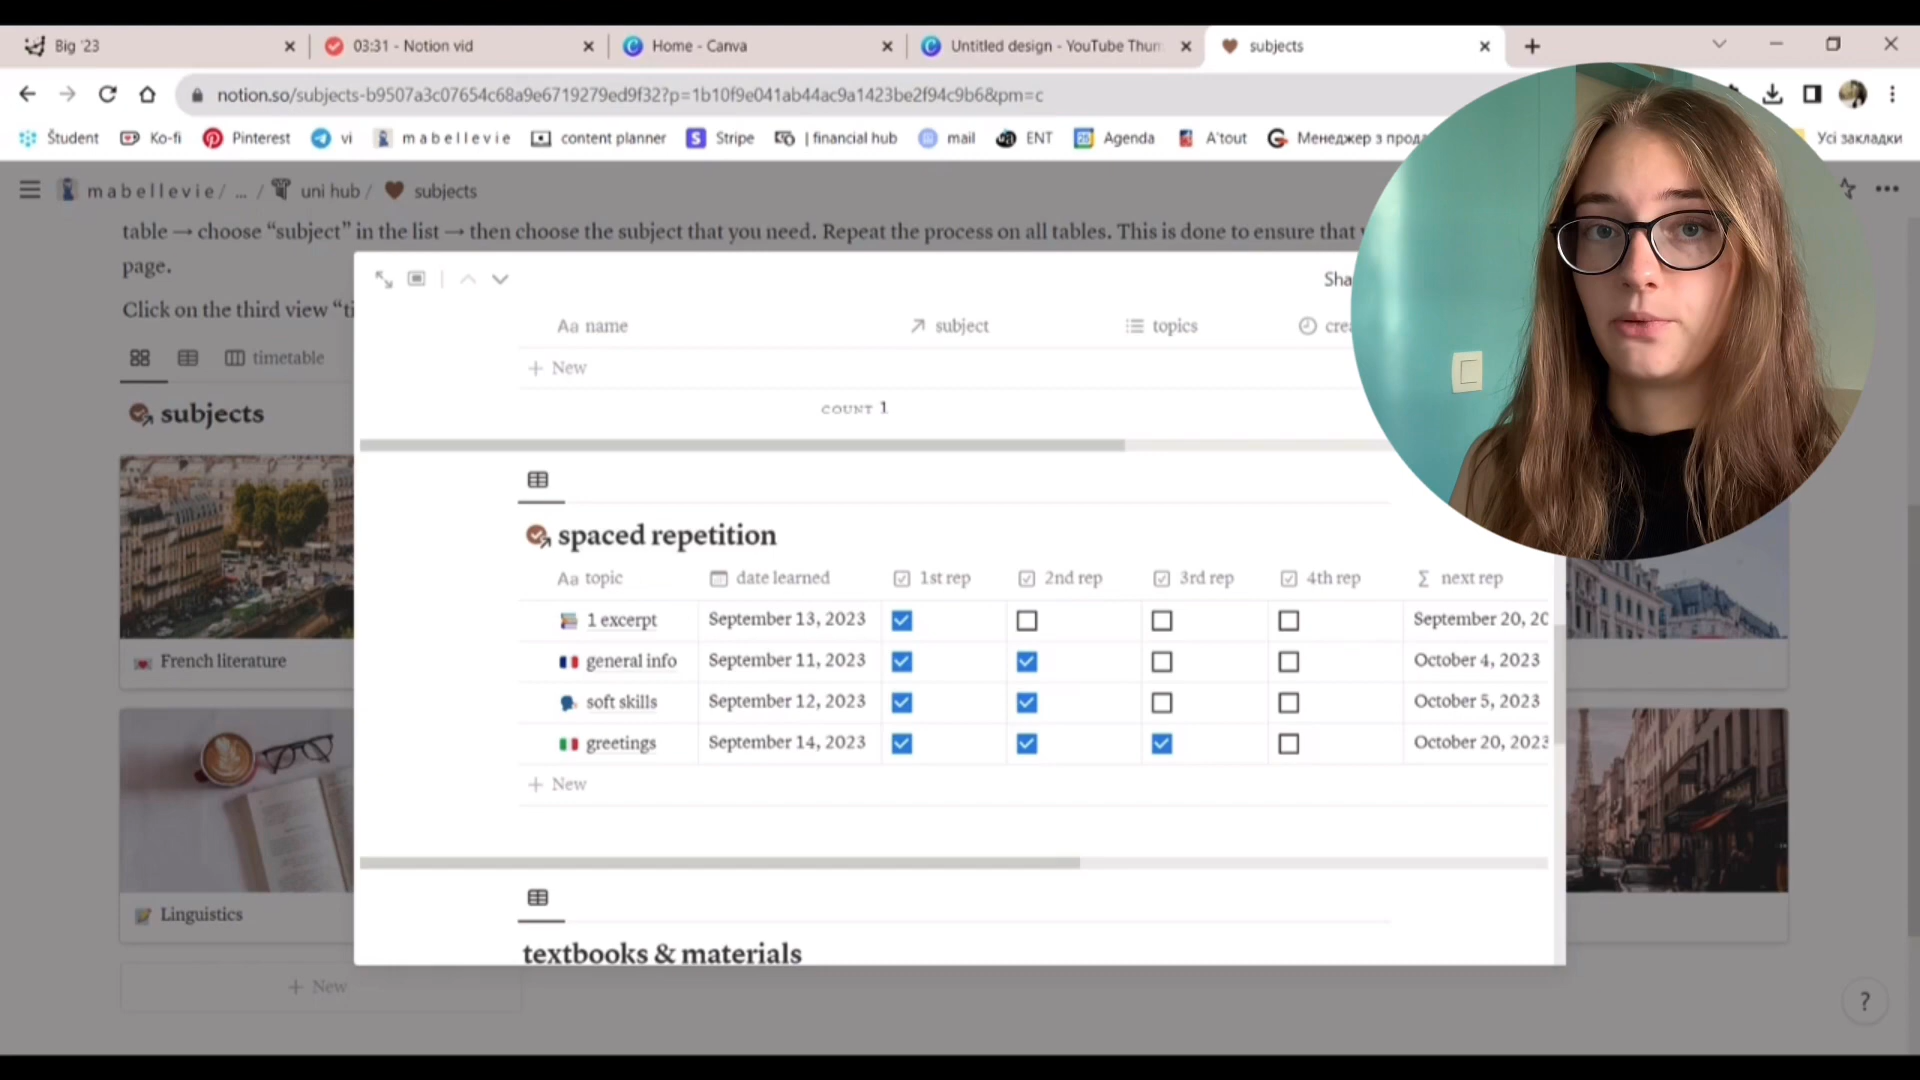 Big '23
03:31 - Notion vid
Home - Canva
Untitled design - YouTube Thum
subjects
notion.so/subjects-b9507a3c07654c68a9e6719279ed9f32?p=1b10f9e041ab44ac9a1423be2f94c9b6&pm=c
Študent
Ko-fi
Pinterest
vi
mabellevie
content planner
Stripe
| financial hub
mail
ENT
Agenda
A'tout
Менеджер з прод
Усі закладки
mabellevie / ... / uni hub / subjects
table → choose “subject” in the list → then choose the subject that you need. Repeat the process on all tables. This is done to ensure that
page.
Click on the third view “ti
timetable
subjects
French literature
Linguistics
+ New
Sha
Aa name
subject
topics
crea
+ New
COUNT 1
spaced repetition
Aa topic
date learned
1st rep
2nd rep
3rd rep
4th rep
Σ next rep
1 excerpt
September 13, 2023
September 20, 20
general info
September 11, 2023
October 4, 2023
soft skills
September 12, 2023
October 5, 2023
greetings
September 14, 2023
October 20, 2023
+ New
textbooks & materials
?